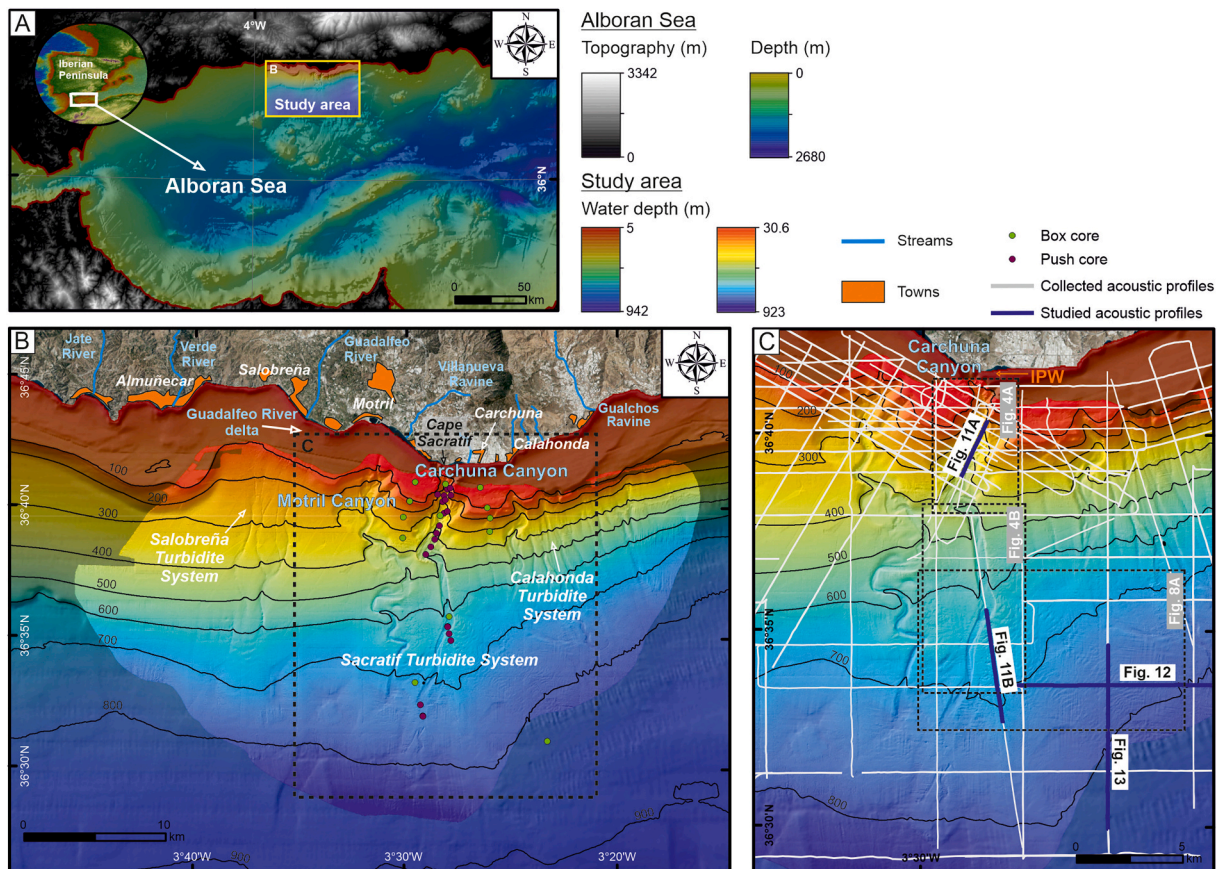 A
4°W
N
W
E
S
Iberian
Peninsula
B
Study area
Alboran Sea
36°N
0
50
km
Alboran Sea
Topography (m)
Depth (m)
3342
0
0
2680
Study area
Water depth (m)
5
942
30.6
923
Streams
Towns
Box core
Push core
Collected acoustic profiles
Studied acoustic profiles
B
Jate
River
Verde
River
Guadalfeo
River
Villanueva
Ravine
Gualchos
Ravine
Almuñecar
Salobreña
Motril
Guadalfeo River
delta
Cape
Sacratif
Carchuna
Calahonda
C
Carchuna Canyon
Motril Canyon
Salobreña
Turbidite
System
Calahonda
Turbidite
System
Sacratif Turbidite System
100
200
300
400
500
600
700
800
900
900
36°45'N
36°40'N
36°35'N
36°30'N
3°40'W
3°30'W
3°20'W
0
10
km
N
W
E
S
C
Carchuna
Canyon
IPW
100
200
300
400
500
600
700
800
Fig. 4A
Fig. 17A
Fig. 4B
Fig. 8A
Fig. 11B
Fig. 12
Fig. 13
36°40'N
36°35'N
36°30'N
3°30'W
0
5
km